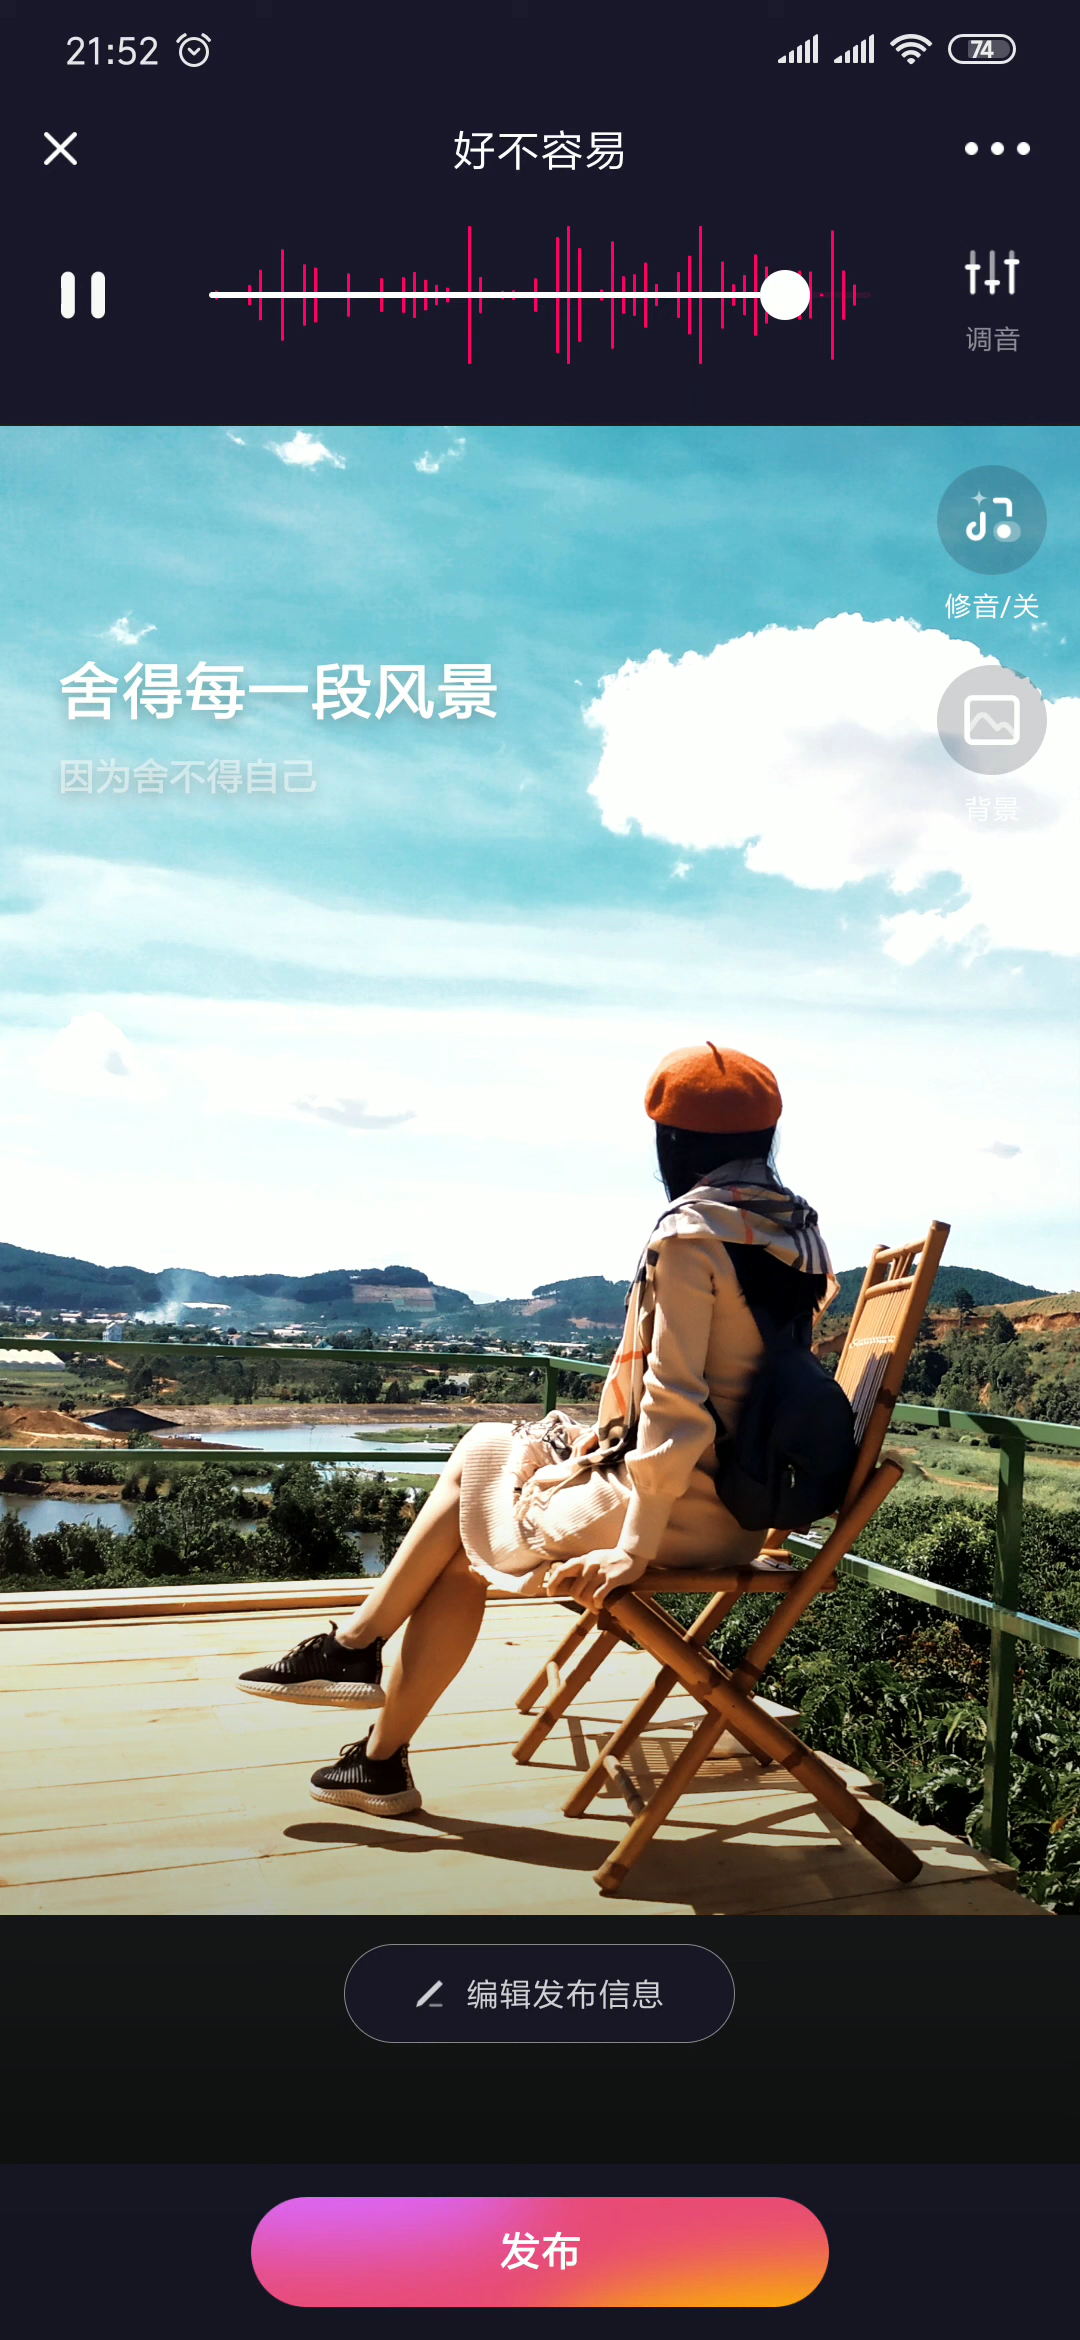 21:52
74
好不容易
调音
修音/关
舍得每一段风景
因为舍不得自己
背景
编辑发布信息
发布